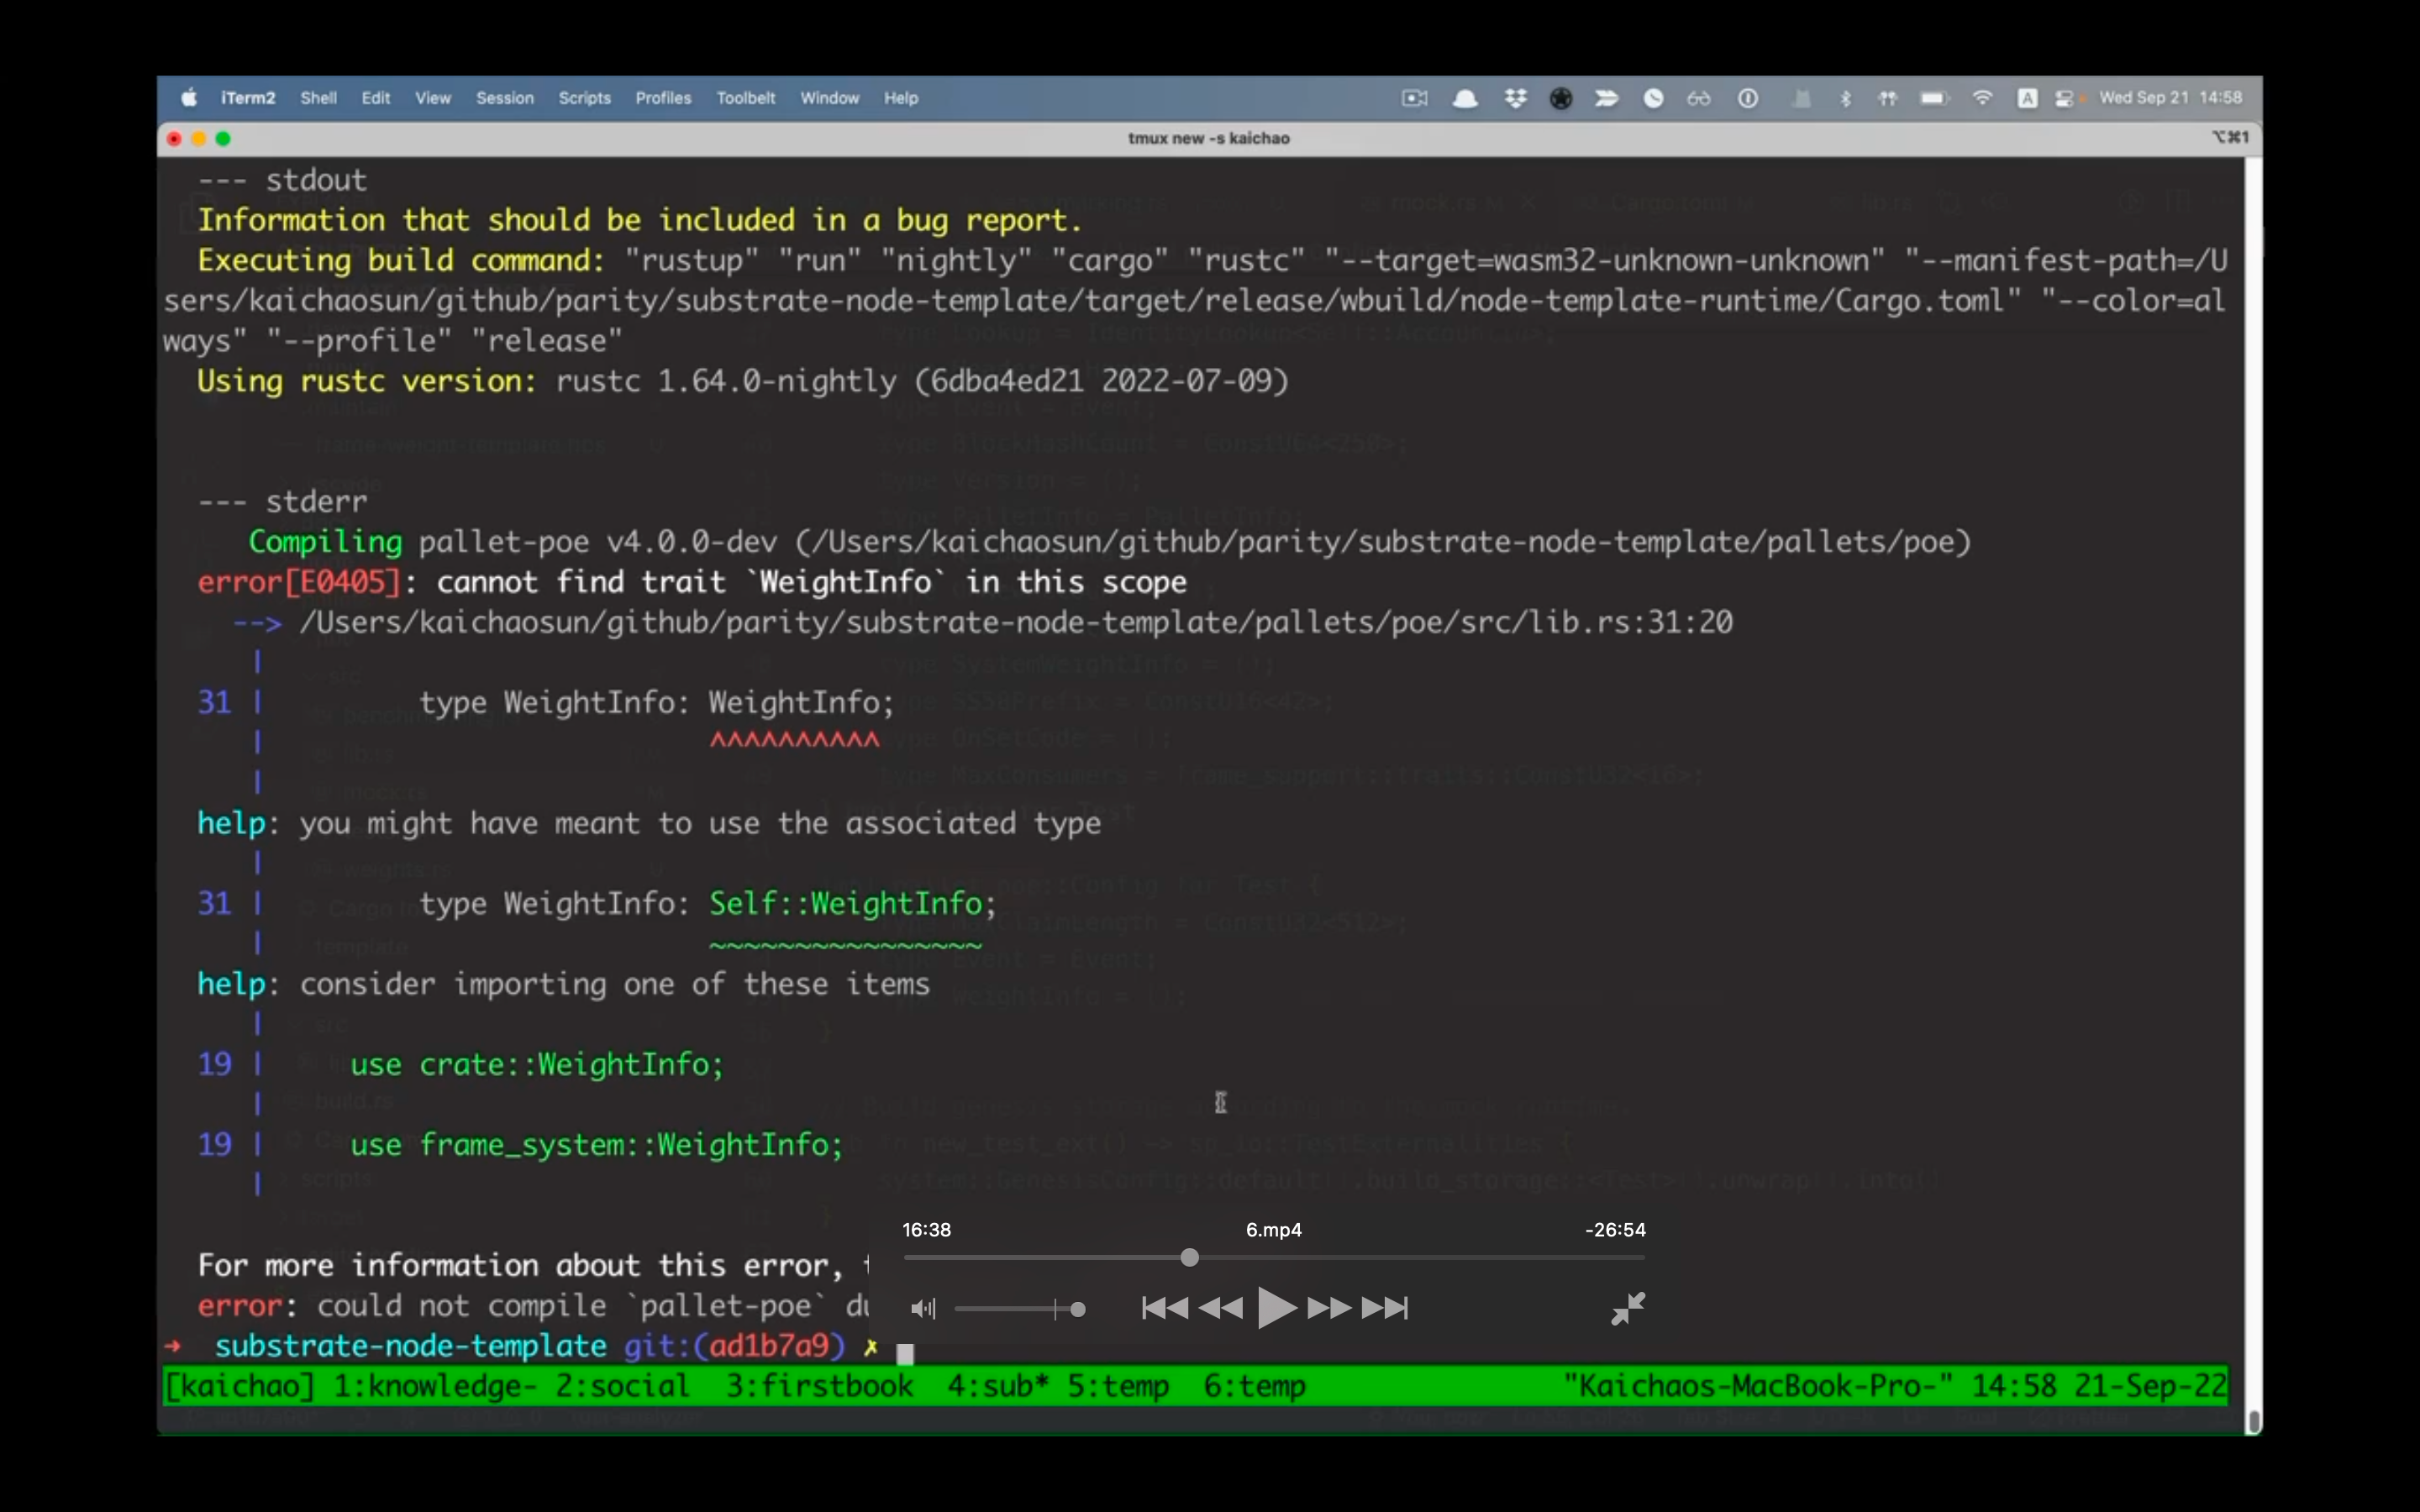 iTerm2 Shell Edit View Session Scripts Profiles Toolbelt Window Help A Wed Sep 21 14:58
tmux new -s kaichao ⌥⌘1
--- stdout
Information that should be included in a bug report.
Executing build command: "rustup" "run" "nightly" "cargo" "rustc" "--target=wasm32-unknown-unknown" "--manifest-path=/U
sers/kaichaosun/github/parity/substrate-node-template/target/release/wbuild/node-template-runtime/Cargo.toml" "--color=al
ways" "--profile" "release"
Using rustc version: rustc 1.64.0-nightly (6dba4ed21 2022-07-09)
--- stderr
Compiling pallet-poe v4.0.0-dev (/Users/kaichaosun/github/parity/substrate-node-template/pallets/poe)
error[E0405]: cannot find trait `WeightInfo` in this scope
--> /Users/kaichaosun/github/parity/substrate-node-template/pallets/poe/src/lib.rs:31:20
|
31 | type WeightInfo: WeightInfo;
| ^^^^^^^^^^
|
help: you might have meant to use the associated type
|
31 | type WeightInfo: Self::WeightInfo;
| ~~~~~~~~~~~~~~~~
help: consider importing one of these items
|
19 | use crate::WeightInfo;
|
19 | use frame_system::WeightInfo;
|
16:38 6.mp4 -26:54
For more information about this error,
error: could not compile `pallet-poe`
→ substrate-node-template git:(ad1b7a9) ✗
[kaichao] 1:knowledge- 2:social 3:firstbook 4:sub* 5:temp 6:temp "Kaichaos-MacBook-Pro-" 14:58 21-Sep-22